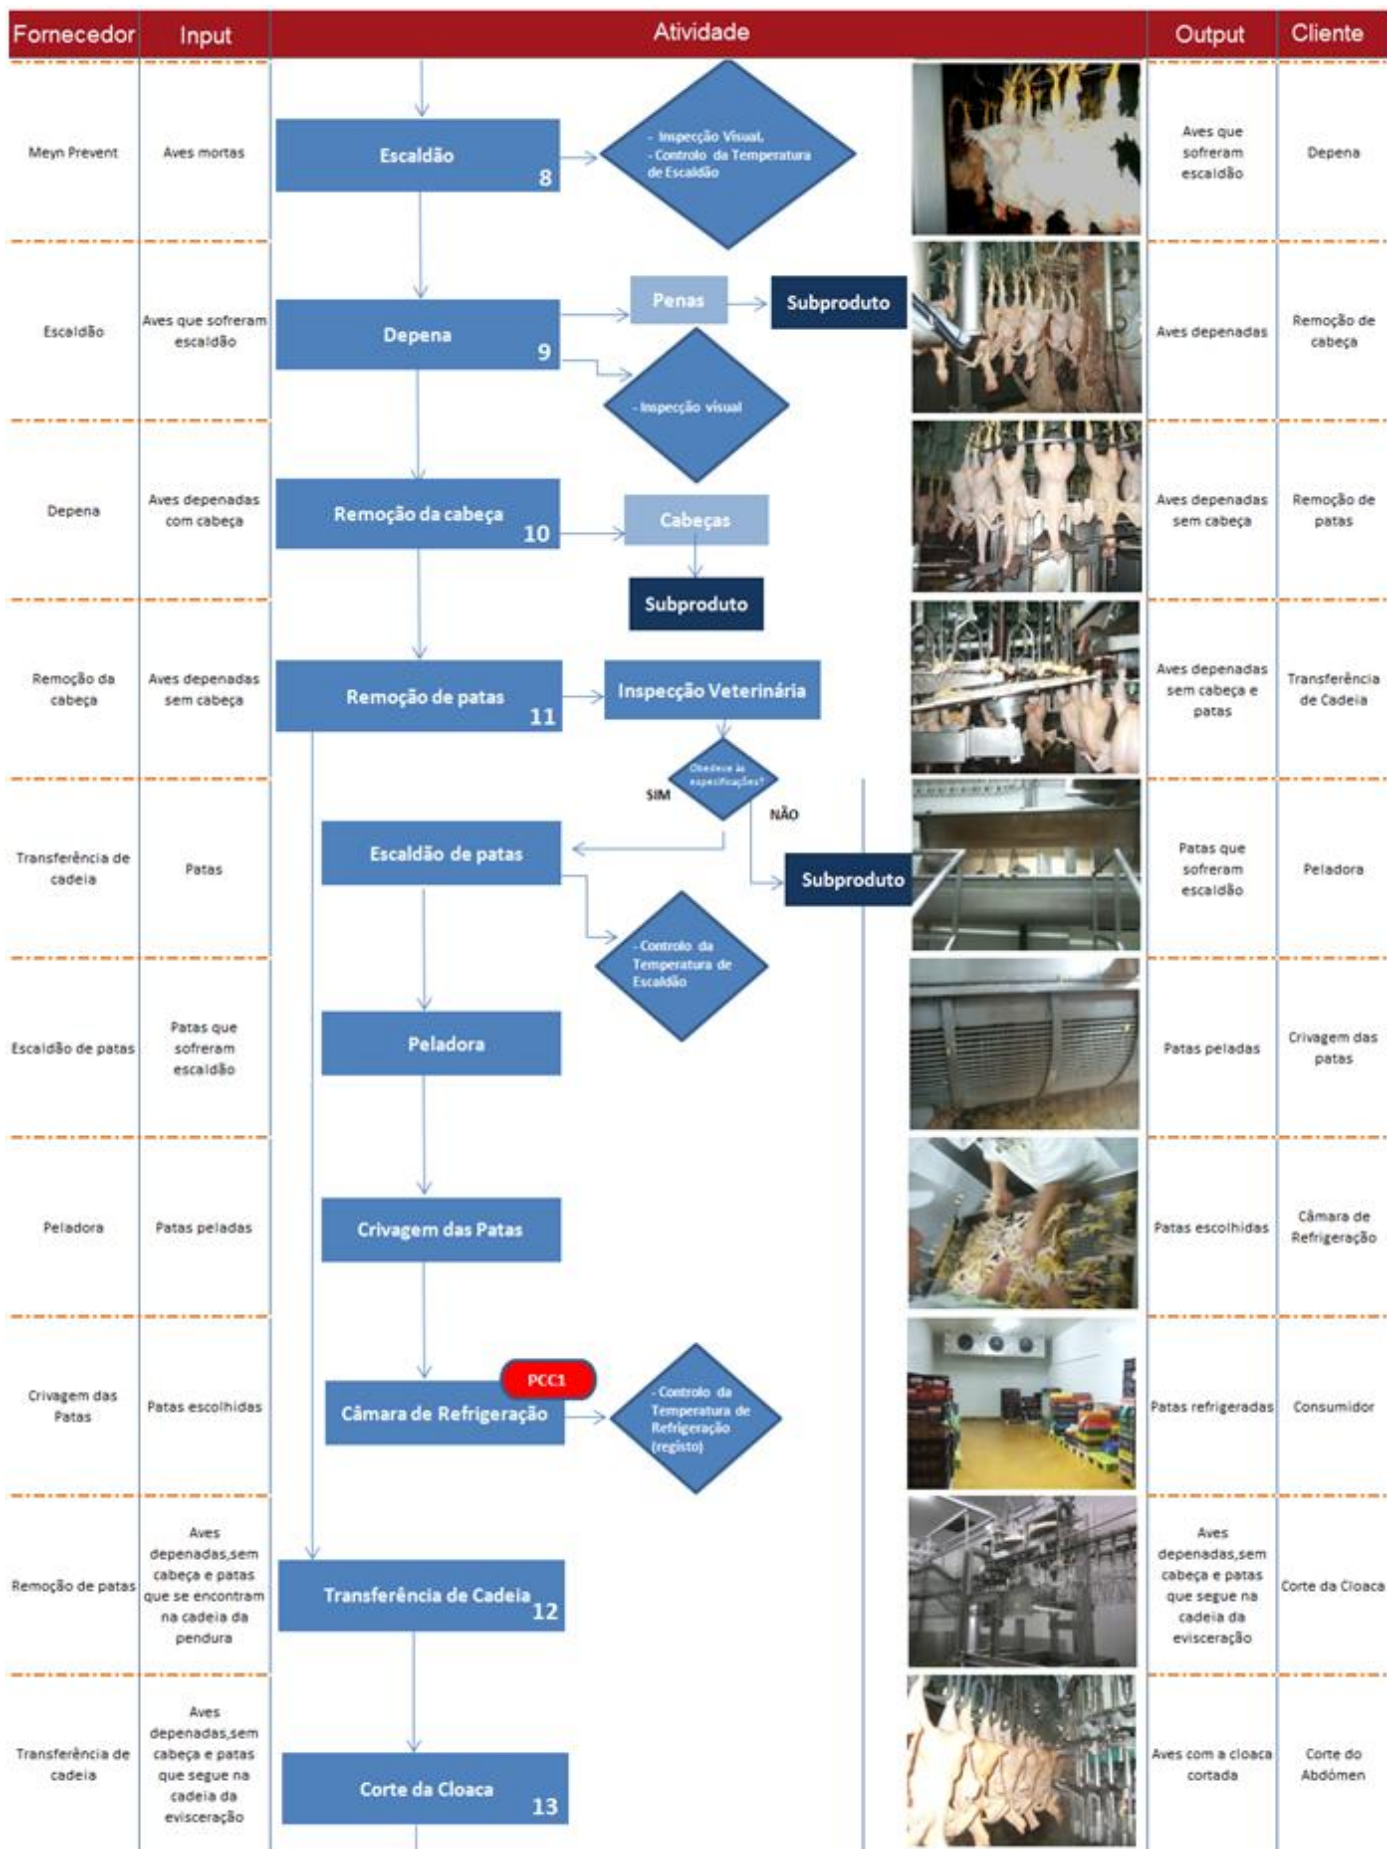 Fornecedor Input Atividade Output Cliente
Meyn Prevent
Aves mortas
Escaldão
8
- Inspecção Visual.
- Controlo da Temperatura
de Escaldão
Aves que
sofreram
escaldão
Depena
Escaldão
Aves que sofreram
escaldão
Depena
9
Penas
Subproduto
- Inspecção visual
Aves depenadas
Remoção de
cabeça
Depena
Aves depenadas
com cabeça
Remoção da cabeça
10
Cabeças
Subproduto
Aves depenadas
sem cabeça
Remoção de
patas
Remoção da
cabeça
Aves depenadas
sem cabeça
Remoção de patas
11
Inspecção Veterinária
Obedece às
especificações?
SIM
NÃO
Aves depenadas
sem cabeça e
patas
Transferência
de Cadeia
Transferência de
cadeia
Patas
Escaldão de patas
Subproduto
- Controlo da
Temperatura de
Escaldão
Patas que
sofreram
escaldão
Peladora
Escaldão de patas
Patas que
sofreram
escaldão
Peladora
Patas peladas
Crivagem das
patas
Peladora
Patas peladas
Crivagem das Patas
Patas escolhidas
Câmara de
Refrigeração
Crivagem das
Patas
Patas escolhidas
PCC1
Câmara de Refrigeração
- Controlo da
Temperatura de
Refrigeração
(registo)
Patas refrigeradas
Consumidor
Remoção de patas
Aves
depenadas,sem
cabeça e patas
que se encontram
na cadeia da
pendura
Transferência de Cadeia
12
Aves
depenadas,sem
cabeça e patas
que segue na
cadeia da
evisceração
Corte da Cloaca
Transferência de
cadeia
Aves
depenadas,sem
cabeça e patas
que segue na
cadeia da
evisceração
Corte da Cloaca
13
Aves com a cloaca
cortada
Corte do
Abdómen